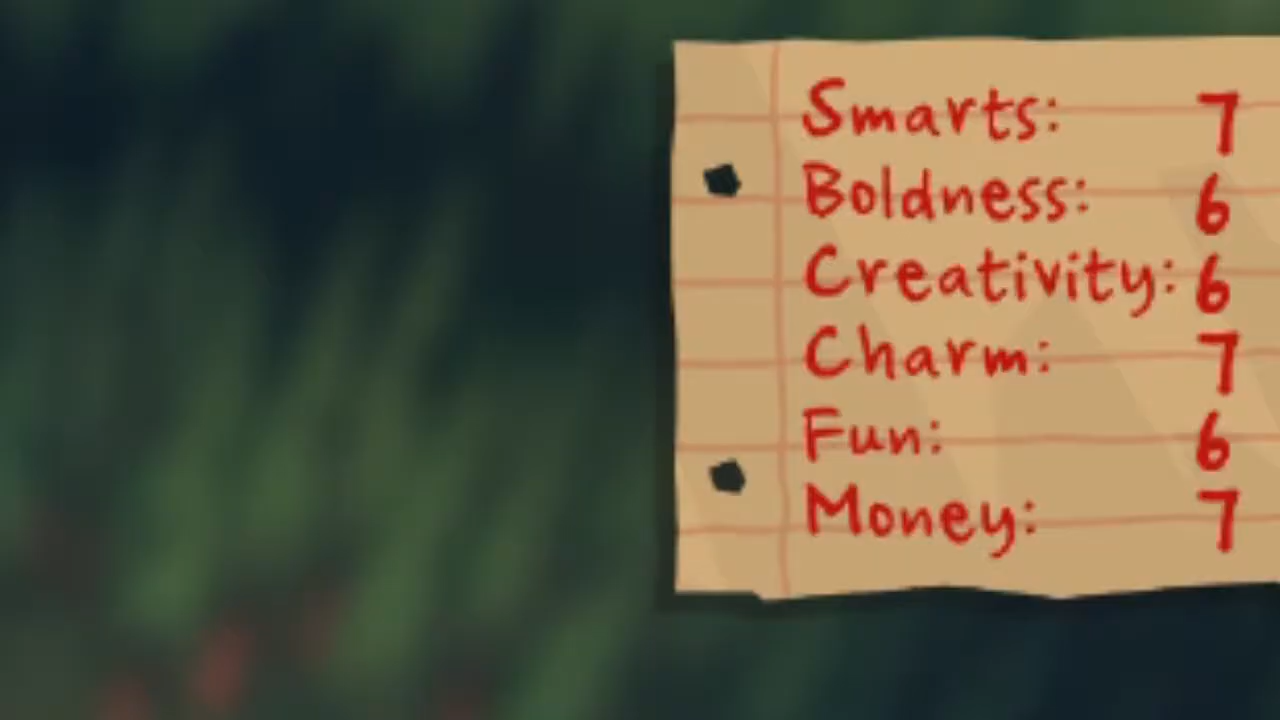 Smarts: 7
Boldness: 6
Creativity: 6
Charm: 7
Fun: 6
Money: 7